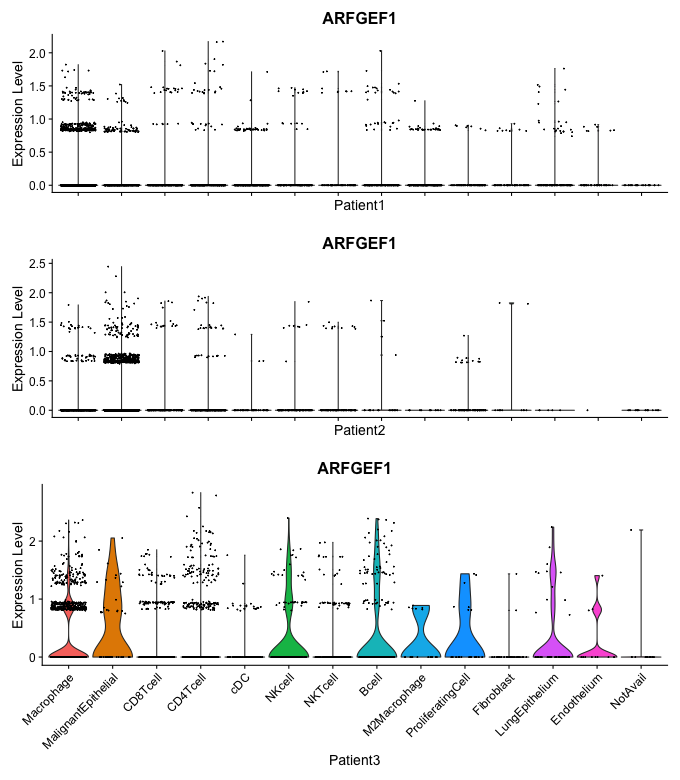 ARFGEF1
Expression Level
2.0
1.5
1.0
0.5
0.0
Patient1
ARFGEF1
Expression Level
2.5
2.0
1.5
1.0
0.5
0.0
Patient2
ARFGEF1
Expression Level
2
1
0
Macrophage
MalignantEpithelial
CD8Tcell
CD4Tcell
cDC
NKcell
NKTcell
Bcell
M2Macrophage
ProliferatingCell
Fibroblast
LungEpithelium
Endothelium
NotAvail
Patient3